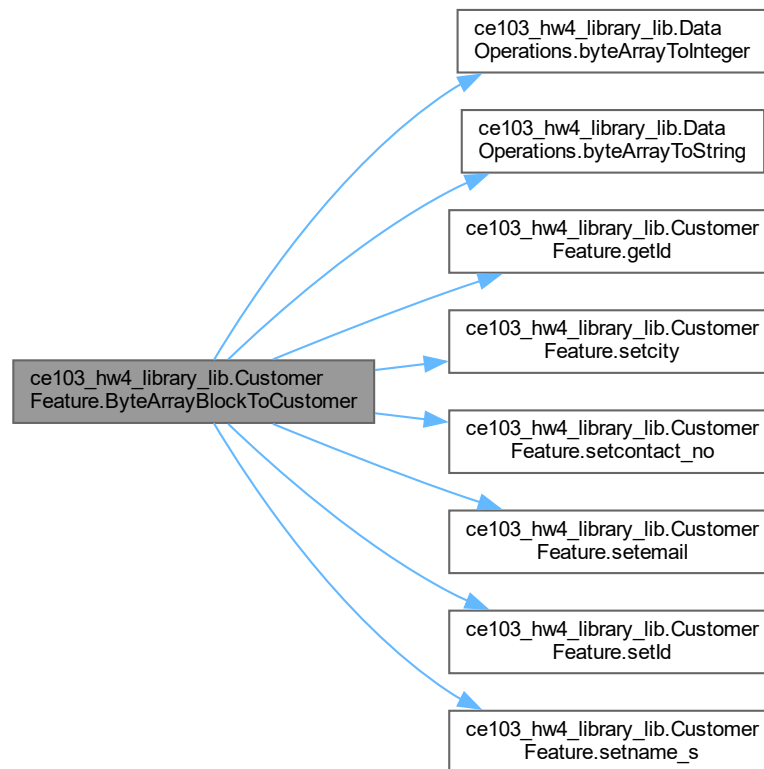 ce103_hw4_library_lib.Data
Operations.byteArrayToInteger
ce103_hw4_library_lib.Data
Operations.byteArrayToString
ce103_hw4_library_lib.Customer
Feature.getId
ce103_hw4_library_lib.Customer
Feature.setcity
ce103_hw4_library_lib.Customer
Feature.ByteArrayBlockToCustomer
ce103_hw4_library_lib.Customer
Feature.setcontact_no
ce103_hw4_library_lib.Customer
Feature.setemail
ce103_hw4_library_lib.Customer
Feature.setId
ce103_hw4_library_lib.Customer
Feature.setname_s